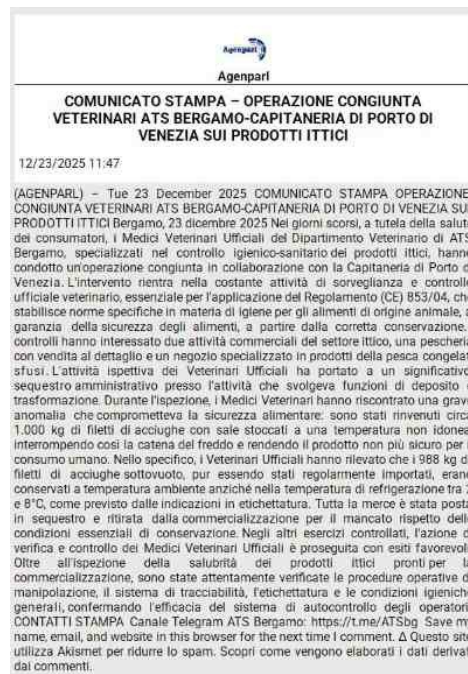 Agenparl
Agenparl
COMUNICATO STAMPA – OPERAZIONE CONGIUNTA
VETERINARI ATS BERGAMO-CAPITANERIA DI PORTO DI
VENEZIA SUI PRODOTTI ITTICI
12/23/2025 11:47
(AGENPARL) – Tue 23 December 2025 COMUNICATO STAMPA OPERAZIONE
CONGIUNTA VETERINARI ATS BERGAMO-CAPITANERIA DI PORTO DI VENEZIA SUI
PRODOTTI ITTICI Bergamo, 23 dicembre 2025 Nei giorni scorsi, a tutela della salute
dei consumatori, i Medici Veterinari Ufficiali del Dipartimento Veterinario di ATS
Bergamo, specializzati nel controllo igienico-sanitario dei prodotti ittici, hanno
condotto un'operazione congiunta in collaborazione con la Capitaneria di Porto d
Venezia. L'intervento rientra nella costante attività di sorveglianza e controllo
ufficiale veterinario, essenziale per l'applicazione del Regolamento (CE) 853/04, che
stabilisce norme specifiche in materia di igiene per gli alimenti di origine animale, a
garanzia della sicurezza degli alimenti, a partire dalla corretta conservazione.
controlli hanno interessato due attività commerciali del settore ittico, una pescheria
con vendita al dettaglio e un negozio specializzato in prodotti della pesca congelat
sfusi. L'attività ispettiva dei Veterinari Ufficiali ha portato a un significativo
sequestro amministrativo presso l'attività che svolgeva funzioni di deposito e
trasformazione. Durante l'ispezione, i Medici Veterinari hanno riscontrato una grave
anomalia che comprometteva la sicurezza alimentare: sono stati rinvenuti circa
1.000 kg di filetti di acciughe con sale stoccati a una temperatura non idonea,
interrompendo così la catena del freddo e rendendo il prodotto non più sicuro per i
consumo umano. Nello specifico, i Veterinari Ufficiali hanno rilevato che i 988 kg d
filetti di acciughe sottovuoto, pur essendo stati regolarmente importati, erano
conservati a temperatura ambiente anziché nella temperatura di refrigerazione tra
e 8°C, come previsto dalle indicazioni in etichettatura. Tutta la merce è stata posta
in sequestro e ritirata dalla commercializzazione per il mancato rispetto delle
condizioni essenziali di conservazione. Negli altri esercizi controllati, l'azione d
verifica e controllo dei Medici Veterinari Ufficiali è proseguita con esiti favorevol
Oltre all'ispezione della salubrità dei prodotti ittici pronti per la
commercializzazione, sono state attentamente verificate le procedure operative d
manipolazione, il sistema di tracciabilità, l'etichettatura e le condizioni igieniche
generali, confermando l'efficacia del sistema di autocontrollo degli operatori
CONTATTI STAMPA Canale Telegram ATS Bergamo: https://t.me/ATSbg Save my
name, email, and website in this browser for the next time I comment. Δ Questo sito
utilizza Akismet per ridurre lo spam. Scopri come vengono elaborati i dati derivat
dai commenti.